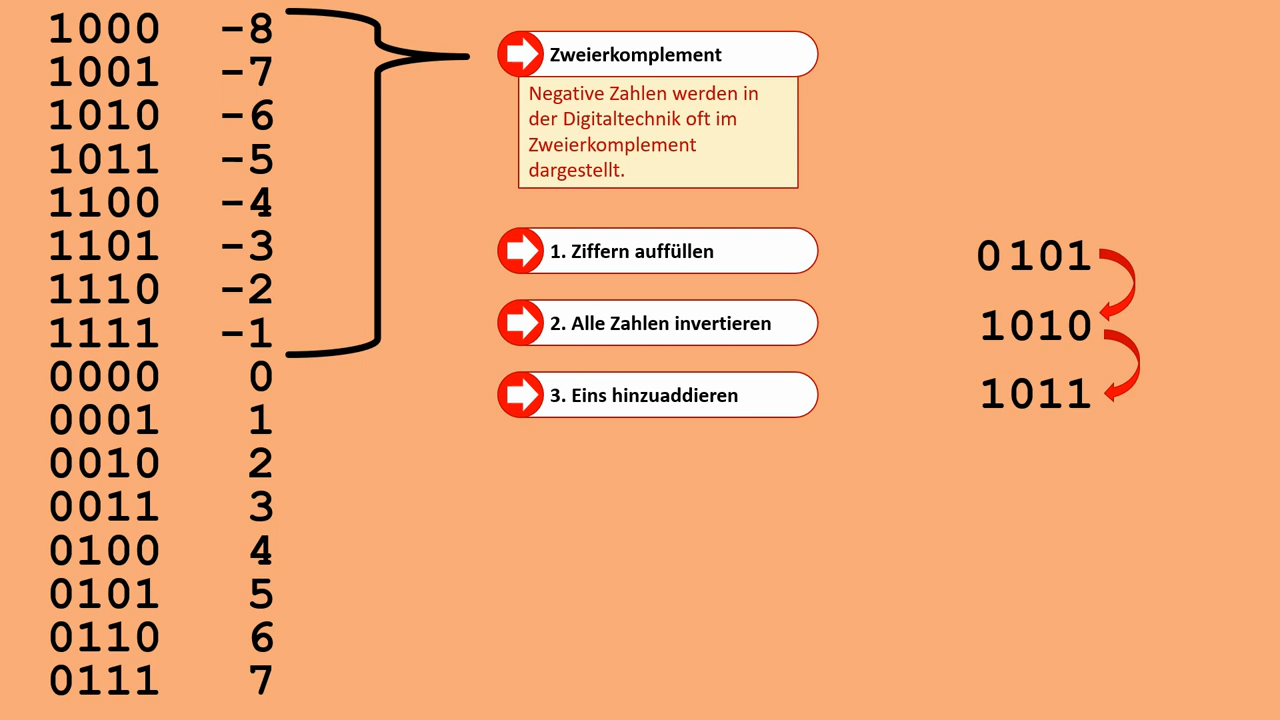 1000 -8
1001 -7
1010 -6
1011 -5
1100 -4
1101 -3
1110 -2
1111 -1
0000 0
0001 1
0010 2
0011 3
0100 4
0101 5
0110 6
0111 7
Zweierkomplement
Negative Zahlen werden in
der Digitaltechnik oft im
Zweierkomplement
dargestellt.
1. Ziffern auffüllen
2. Alle Zahlen invertieren
3. Eins hinzuaddieren
0101
1010
1011